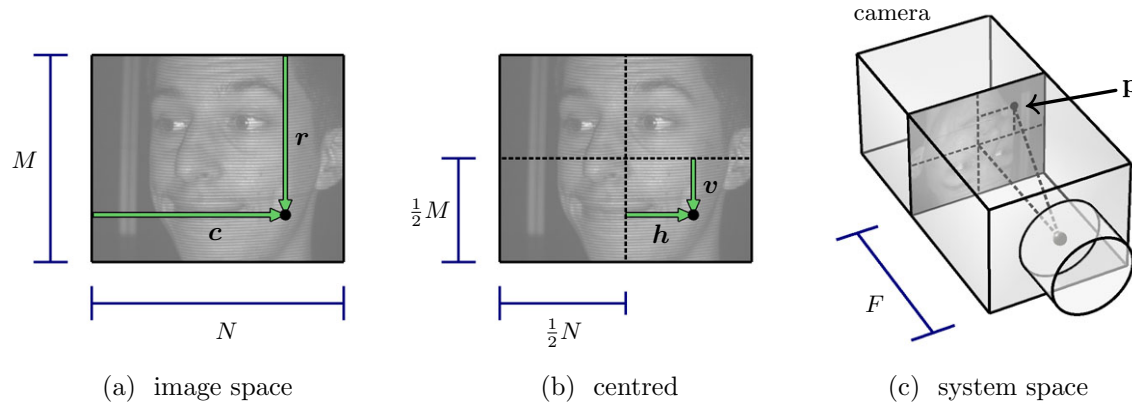 camera
p
M
r
c
N
½M
v
h
½N
F
(a) image space
(b) centred
(c) system space